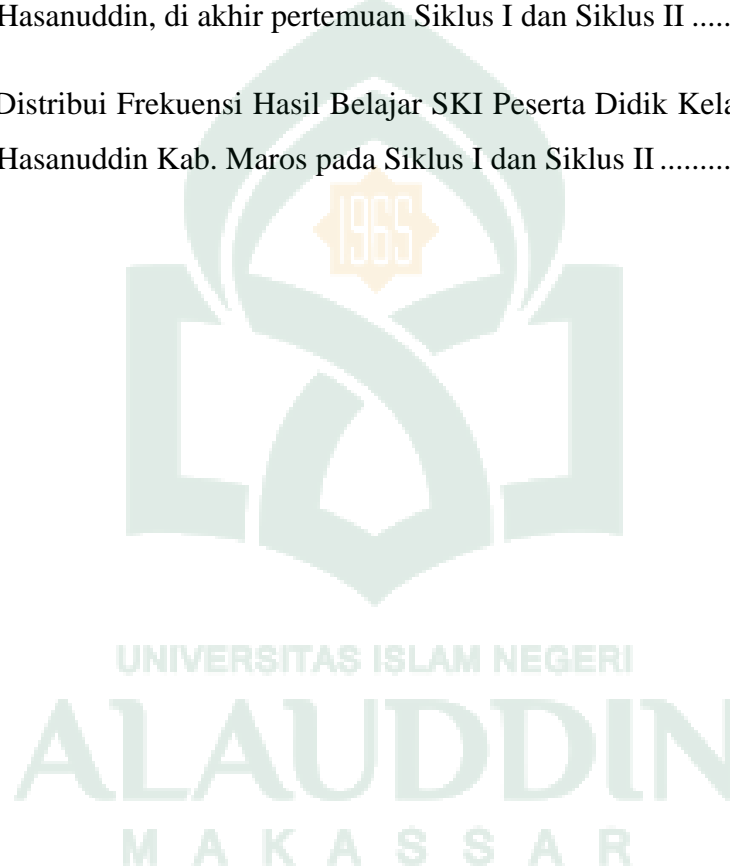 Hasanuddin, di akhir pertemuan Siklus I dan Siklus II ......
Distribui Frekuensi Hasil Belajar SKI Peserta Didik Kela
Hasanuddin Kab. Maros pada Siklus I dan Siklus II .........
1965
UNIVERSITAS ISLAM NEGERI
ALAUDDIN
MAKASSAR